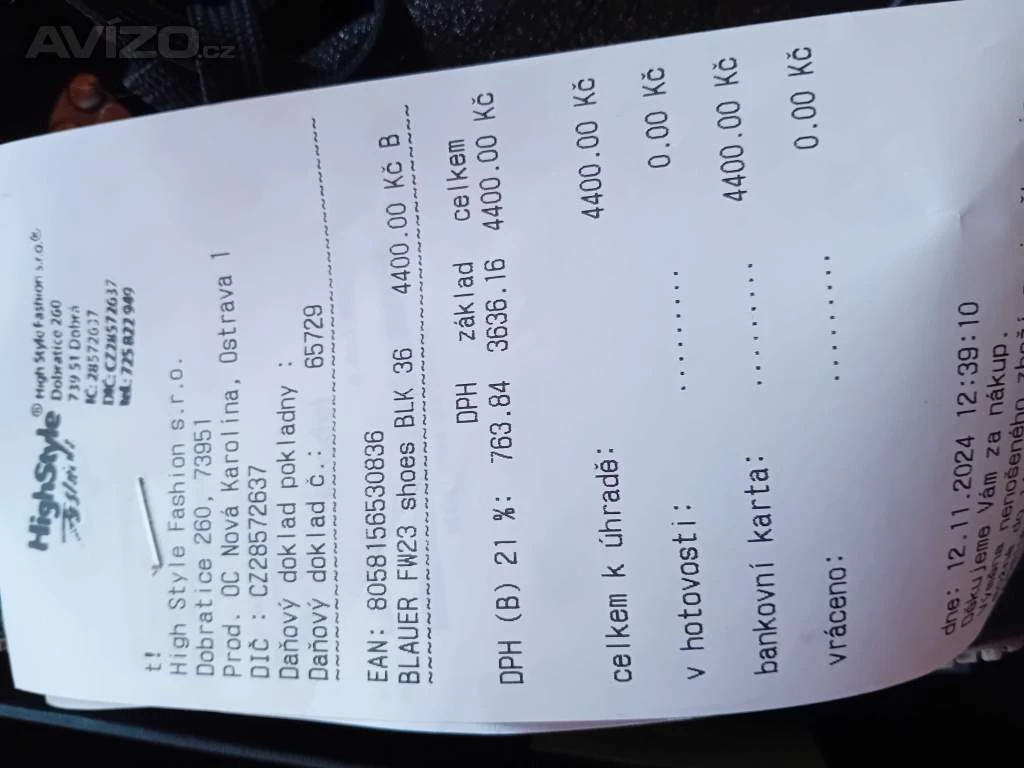 AVÍZO.cz
HighStyle® High Style Fashion s.r.o.®
Dobratice 260
739 51 Dobrá
IČ: 28572637
DIČ: CZ28572637
tel.: 725 822 949
t!
High Style Fashion s.r.o.
Dobratice 260, 73951
Prod. OC Nová Karolina, Ostrava 1
DIČ : CZ28572637
Daňový doklad pokladny :
Daňový doklad č.: 65729
~~~~~~~~~~~~~~~~~~~~~~~~~~~~~~~~~~~~~~~~
EAN: 8058156530836
BLAUER FW23 shoes BLK 36 4400.00 Kč B
~~~~~~~~~~~~~~~~~~~~~~~~~~~~~~~~~~~~~~~~
DPH základ celkem
DPH (B) 21 %: 763.84 3636.16 4400.00 Kč
celkem k úhradě: 4400.00 Kč
v hotovosti: ........ 0.00 Kč
bankovní karta: ........ 4400.00 Kč
vráceno: ........ 0.00 Kč
dne: 12.11.2024 12:39:10
Děkujeme Vám za nákup.
Výměna nenošeného zboží